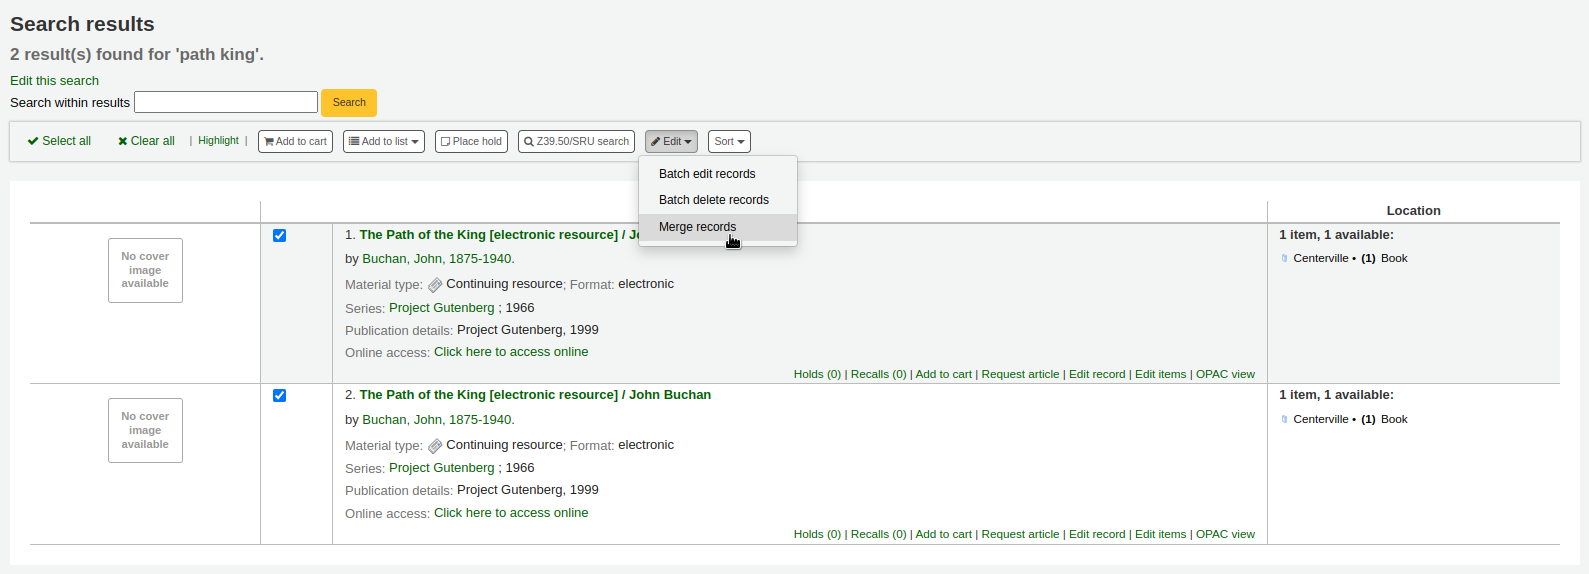 Search results
2 result(s) found for 'path king'.
Edit this search
Search within results Search
Select all Clear all | Highlight | Add to cart Add to list Place hold Z39.50/SRU search Edit Sort
Batch edit records
Batch delete records
Merge records
Location
No cover image available
1. The Path of the King [electronic resource] / Jo
by Buchan, John, 1875-1940.
Material type: Continuing resource; Format: electronic
Series: Project Gutenberg ; 1966
Publication details: Project Gutenberg, 1999
Online access: Click here to access online
Holds (0) | Recalls (0) | Add to cart | Request article | Edit record | Edit items | OPAC view
1 item, 1 available:
Centerville • (1) Book
No cover image available
2. The Path of the King [electronic resource] / John Buchan
by Buchan, John, 1875-1940.
Material type: Continuing resource; Format: electronic
Series: Project Gutenberg ; 1966
Publication details: Project Gutenberg, 1999
Online access: Click here to access online
Holds (0) | Recalls (0) | Add to cart | Request article | Edit record | Edit items | OPAC view
1 item, 1 available:
Centerville • (1) Book